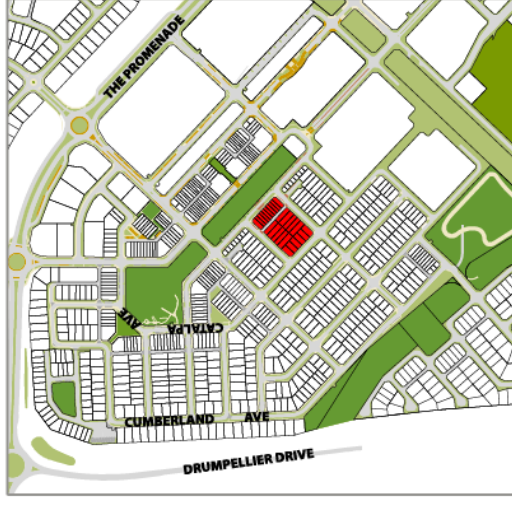 THE PROMENADE
AVE
CATALPA
CUMBERLAND AVE
DRUMPELLIER DRIVE